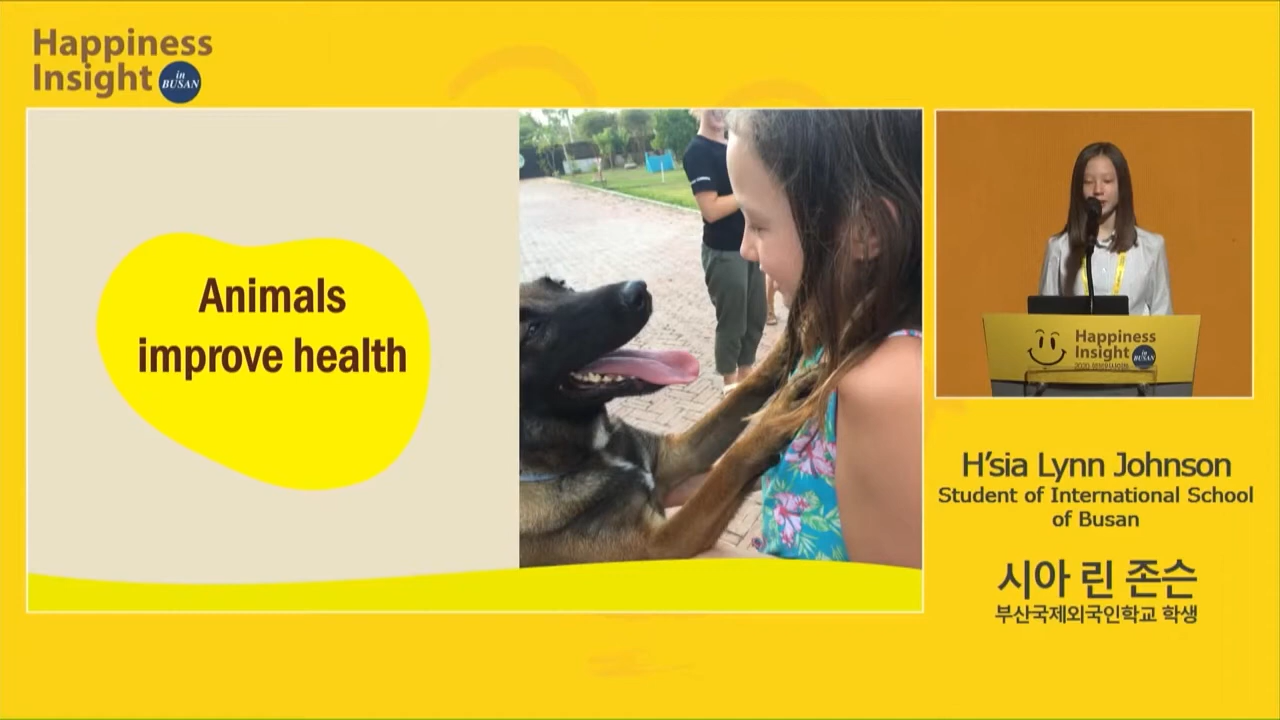 Happiness
Insight in BUSAN
Animals
improve health
Happiness
Insight in BUSAN
H'sia Lynn Johnson
Student of International School
of Busan
시아 린 존슨
부산국제외국인학교 학생